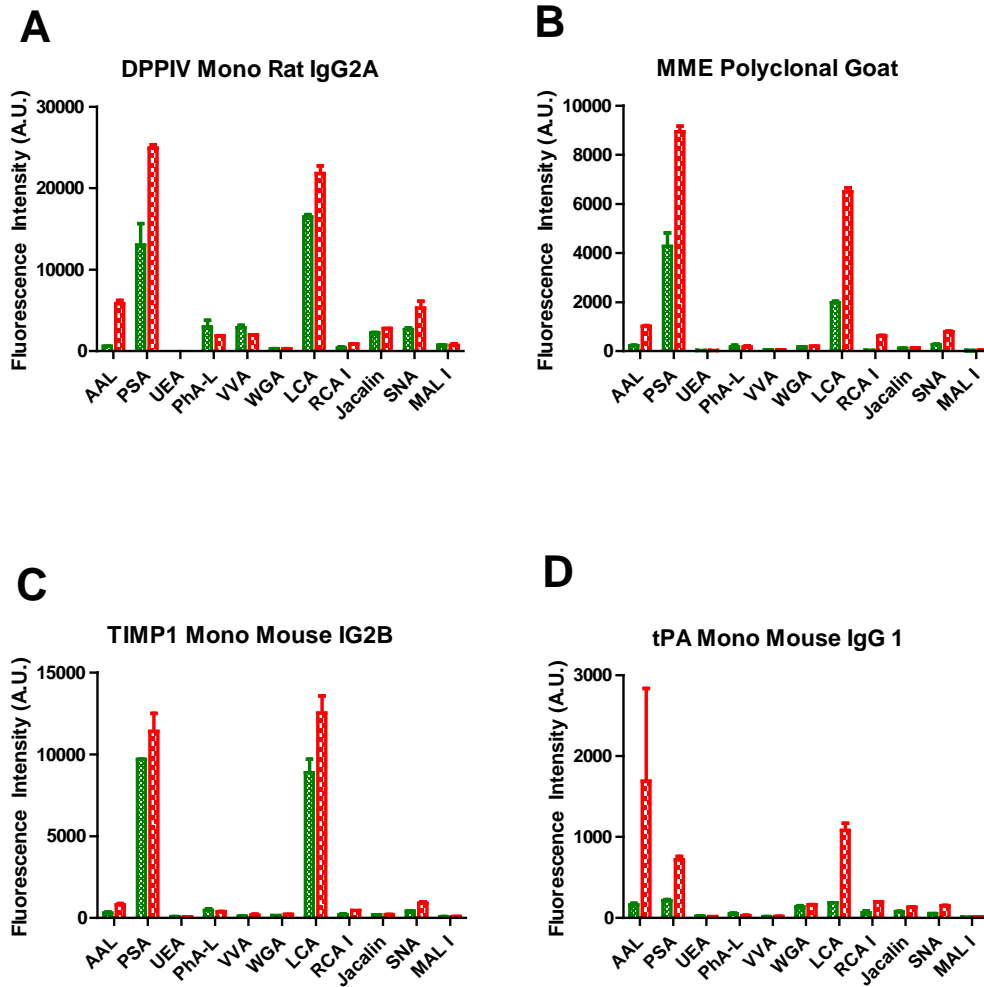 A
DPPIV Mono Rat IgG2A
Fluorescence Intensity (A.U.)
30000
20000
10000
0
AAL
PSA
UEA
PhA-L
VVA
WGA
LCA
RCA I
Jacalin
SNA
MAL I
B
MME Polyclonal Goat
Fluorescence Intensity (A.U.)
10000
8000
6000
4000
2000
0
AAL
PSA
UEA
PhA-L
VVA
WGA
LCA
RCA I
Jacalin
SNA
MAL I
C
TIMP1 Mono Mouse IG2B
Fluorescence Intensity (A.U.)
15000
10000
5000
0
AAL
PSA
UEA
PhA-L
VVA
WGA
LCA
RCA I
Jacalin
SNA
MAL I
D
tPA Mono Mouse IgG 1
Fluorescence Intensity (A.U.)
3000
2000
1000
0
AAL
PSA
UEA
PhA-L
VVA
WGA
LCA
RCA I
Jacalin
SNA
MAL I